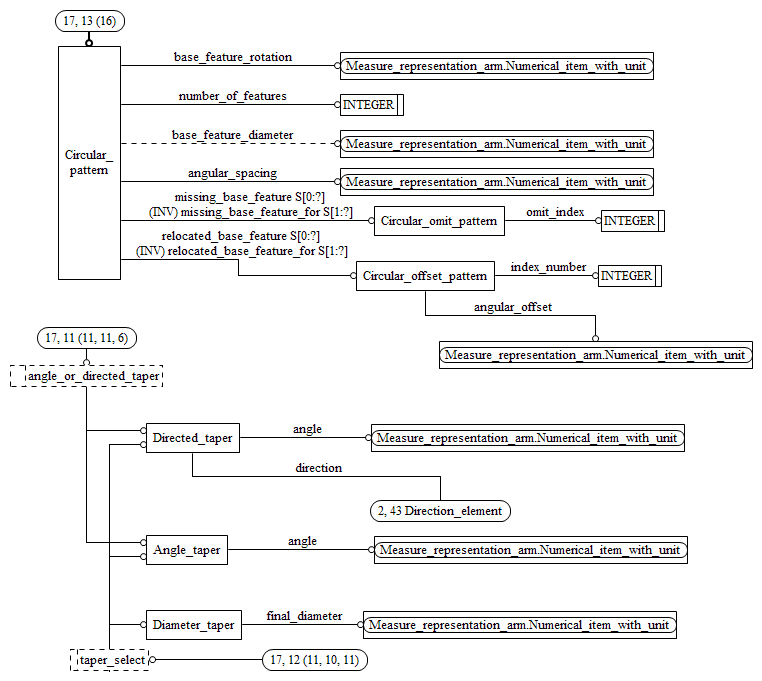 17, 13 (16)
Circular_
pattern
base_feature_rotation
Measure_representation_arm.Numerical_item_with_unit
number_of_features
INTEGER
base_feature_diameter
Measure_representation_arm.Numerical_item_with_unit
angular_spacing
Measure_representation_arm.Numerical_item_with_unit
missing_base_feature S[0:?]
(INV) missing_base_feature_for S[1:?]
Circular_omit_pattern
omit_index
INTEGER
relocated_base_feature S[0:?]
(INV) relocated_base_feature_for S[1:?]
Circular_offset_pattern
index_number
INTEGER
angular_offset
Measure_representation_arm.Numerical_item_with_unit
17, 11 (11, 11, 6)
angle_or_directed_taper
Directed_taper
angle
Measure_representation_arm.Numerical_item_with_unit
direction
2, 43 Direction_element
Angle_taper
angle
Measure_representation_arm.Numerical_item_with_unit
Diameter_taper
final_diameter
Measure_representation_arm.Numerical_item_with_unit
taper_select
17, 12 (11, 10, 11)